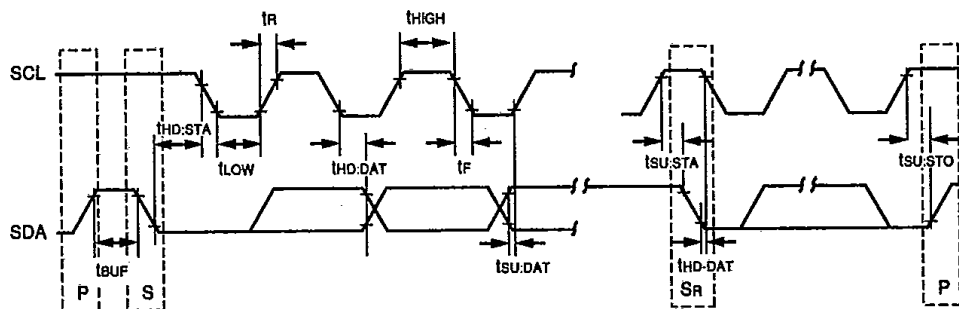 tR
tHIGH
SCL
tHD:STA
tLOW
tHD:DAT
tF
tSU:STA
tSU:STO
SDA
tBUF
tSU:DAT
tHD-DAT
P
S
SR
P